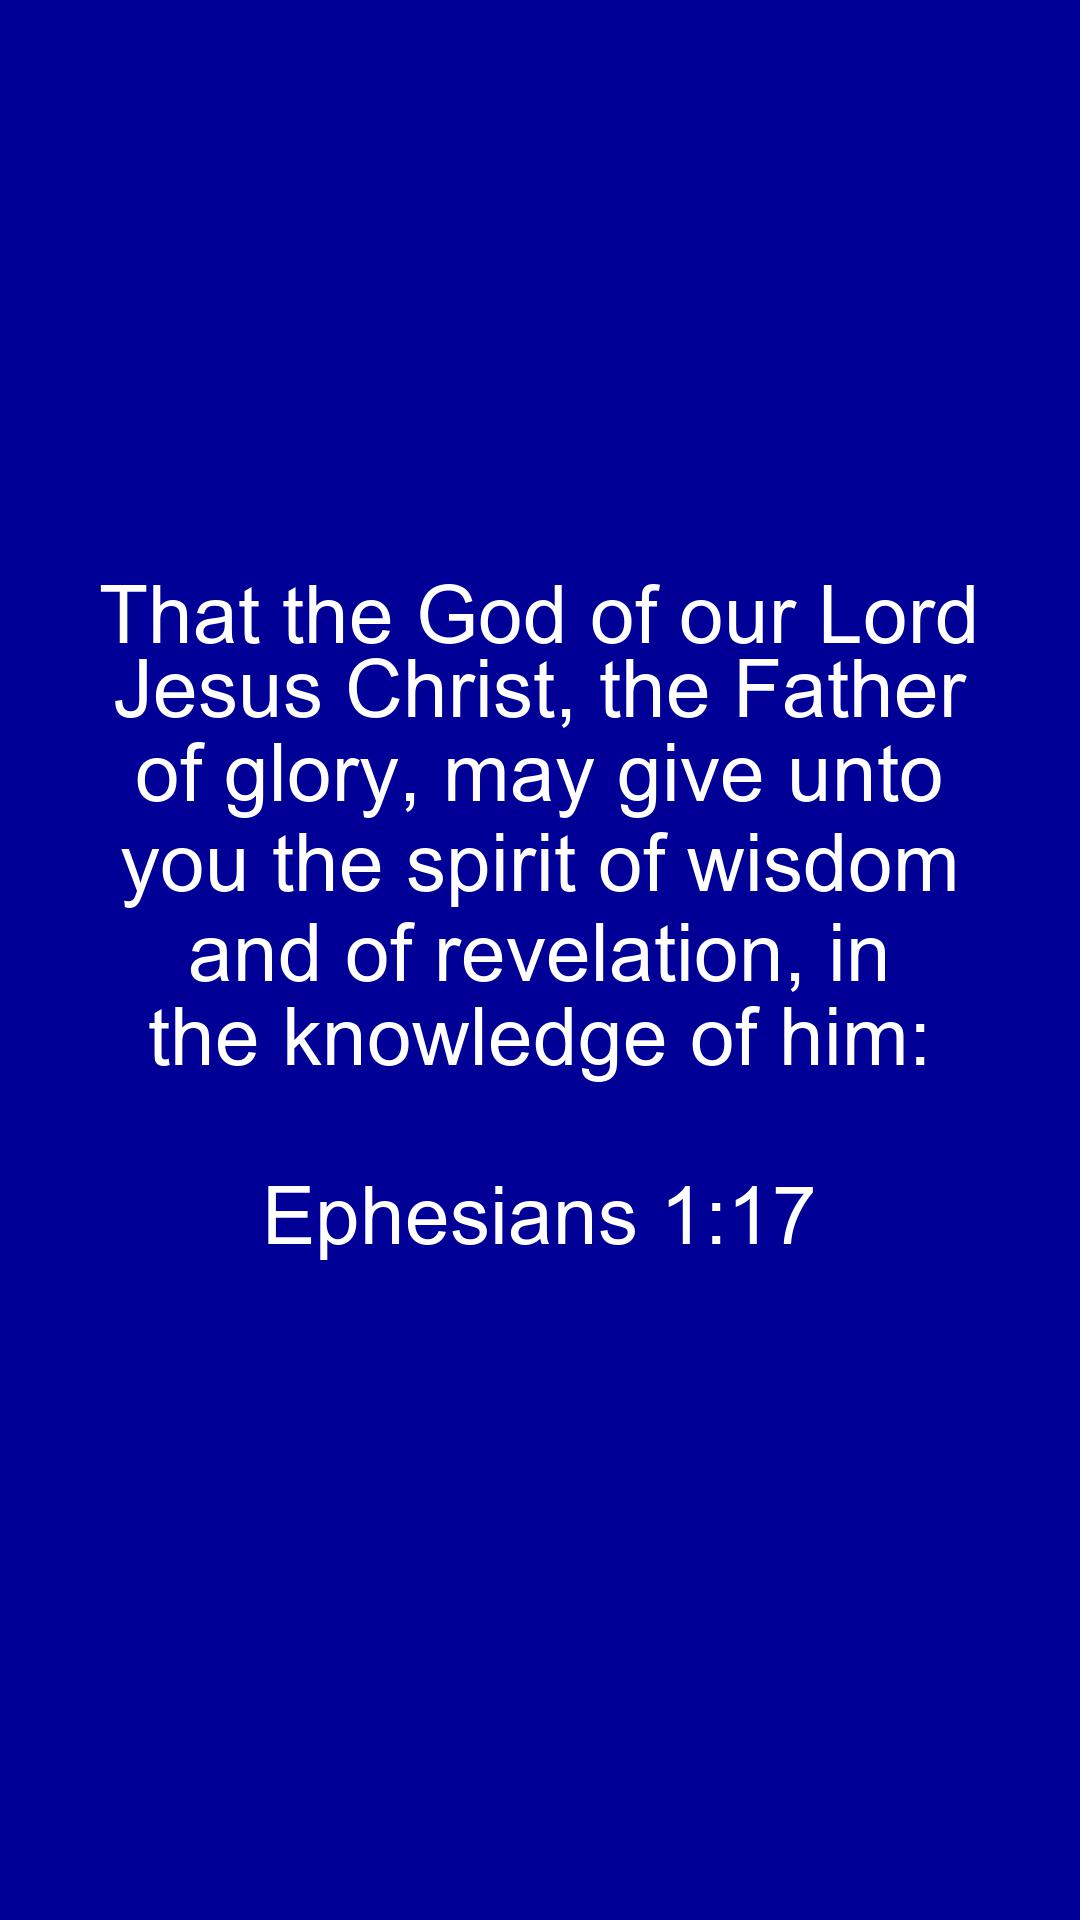 That the God of our Lord
Jesus Christ, the Father
of glory, may give unto
you the spirit of wisdom
and of revelation, in
the knowledge of him:
Ephesians 1:17